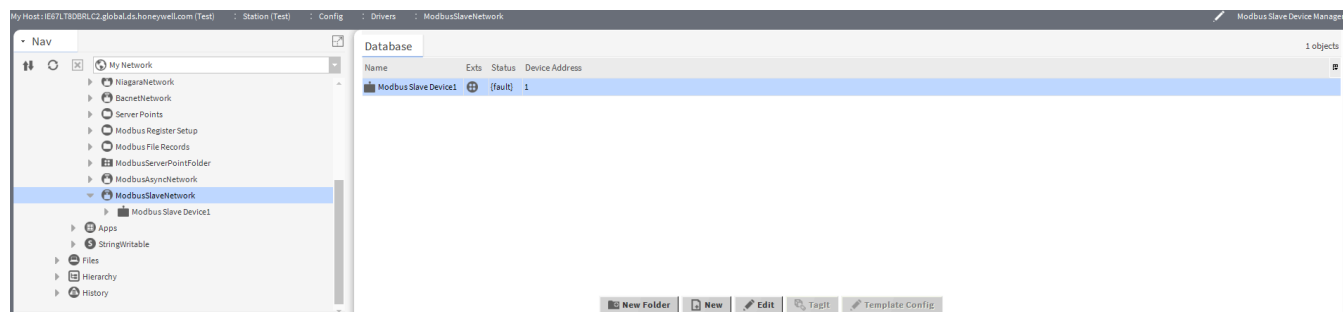 My Host : IE67LT8DBRLC2.global.ds.honeywell.com (Test) : Station (Test) : Config : Drivers : ModbusSlaveNetwork Modbus Slave Device Manager
Nav
My Network
NiagaraNetwork
BacnetNetwork
Server Points
Modbus Register Setup
Modbus File Records
ModbusServerPointFolder
ModbusAsyncNetwork
ModbusSlaveNetwork
Modbus Slave Device1
Apps
S StringWritable
Files
Hierarchy
History
Database 1 objects
Name Exts Status Device Address
Modbus Slave Device1 {fault} 1
New Folder New Edit TagIt Template Config